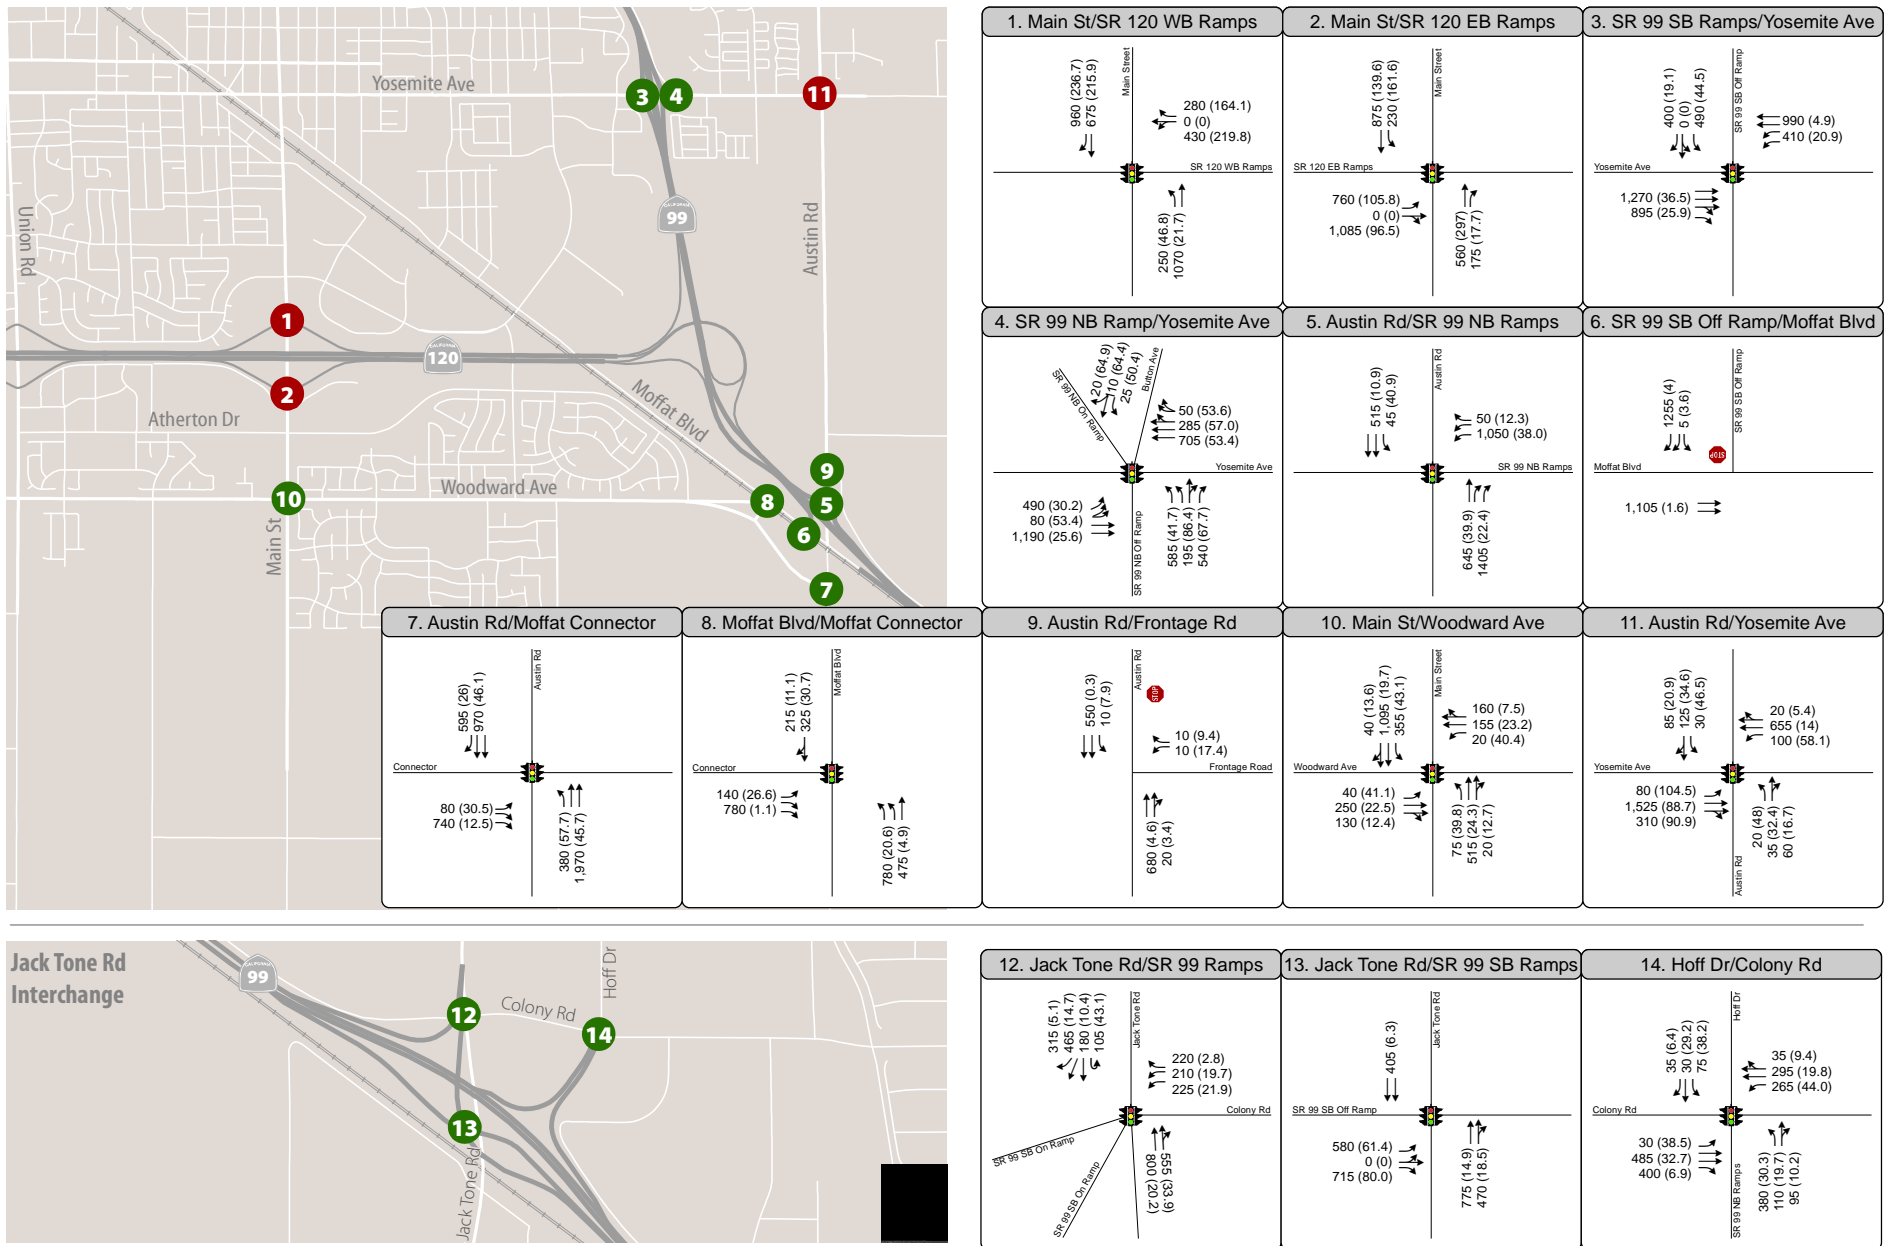 Yosemite Ave
3
4
11
CALIFORNIA
99
Union Rd
Austin Rd
1
CALIFORNIA
120
2
Atherton Dr
Moffat Blvd
Woodward Ave
9
10
8
5
6
Main St
7
1. Main St/SR 120 WB Ramps
Main Street
960 (236.7)
675 (215.9)
280 (164.1)
0 (0)
430 (219.8)
SR 120 WB Ramps
250 (46.8)
1070 (21.7)
2. Main St/SR 120 EB Ramps
Main Street
875 (139.6)
230 (161.6)
SR 120 EB Ramps
760 (105.8)
0 (0)
1,085 (96.5)
560 (297)
175 (17.7)
3. SR 99 SB Ramps/Yosemite Ave
SR 99 SB Off Ramp
400 (19.1)
0 (0)
490 (44.5)
990 (4.9)
410 (20.9)
Yosemite Ave
1,270 (36.5)
895 (25.9)
4. SR 99 NB Ramp/Yosemite Ave
SR 99 NB On Ramp
20 (64.9)
110 (64.4)
25 (50.4)
Button Ave
50 (53.6)
285 (57.0)
705 (53.4)
Yosemite Ave
490 (30.2)
80 (53.4)
1,190 (25.6)
SR 99 NB Off Ramp
585 (41.7)
195 (86.4)
540 (67.7)
5. Austin Rd/SR 99 NB Ramps
Austin Rd
515 (10.9)
45 (40.9)
50 (12.3)
1,050 (38.0)
SR 99 NB Ramps
645 (39.9)
1405 (22.4)
6. SR 99 SB Off Ramp/Moffat Blvd
SR 99 SB Off Ramp
1255 (4)
5 (3.6)
STOP
Moffat Blvd
1,105 (1.6)
7. Austin Rd/Moffat Connector
Austin Rd
595 (26)
970 (46.1)
Connector
80 (30.5)
740 (12.5)
380 (57.7)
1,970 (45.7)
8. Moffat Blvd/Moffat Connector
Moffat Blvd
215 (11.1)
325 (30.7)
Connector
140 (26.6)
780 (1.1)
780 (20.6)
475 (4.9)
9. Austin Rd/Frontage Rd
Austin Rd
STOP
550 (0.3)
10 (7.9)
10 (9.4)
10 (17.4)
Frontage Road
680 (4.6)
20 (3.4)
10. Main St/Woodward Ave
Main Street
40 (13.6)
1,095 (19.7)
355 (43.1)
160 (7.5)
155 (23.2)
20 (40.4)
Woodward Ave
40 (41.1)
250 (22.5)
130 (12.4)
75 (39.8)
515 (24.3)
20 (12.7)
11. Austin Rd/Yosemite Ave
85 (20.9)
125 (34.6)
30 (46.5)
20 (5.4)
655 (14)
100 (58.1)
Yosemite Ave
80 (104.5)
1,525 (88.7)
310 (90.9)
Austin Rd
20 (48)
35 (32.4)
60 (16.7)
Jack Tone Rd
Interchange
CALIFORNIA
99
Hoff Dr
12
Colony Rd
14
13
Jack Tone Rd
12. Jack Tone Rd/SR 99 Ramps
Jack Tone Rd
315 (5.1)
465 (14.7)
180 (10.4)
105 (43.1)
220 (2.8)
210 (19.7)
225 (21.9)
Colony Rd
SR 99 SB On Ramp
SR 99 SB On Ramp
800 (20.2)
555 (33.9)
13. Jack Tone Rd/SR 99 SB Ramps
Jack Tone Rd
405 (6.3)
SR 99 SB Off Ramp
580 (61.4)
0 (0)
715 (80.0)
775 (14.9)
470 (18.5)
14. Hoff Dr/Colony Rd
Hoff Dr
35 (6.4)
30 (29.2)
75 (38.2)
35 (9.4)
295 (19.8)
265 (44.0)
Colony Rd
30 (38.5)
485 (32.7)
400 (6.9)
SR 99 NB Ramps
380 (30.3)
110 (19.7)
95 (10.2)